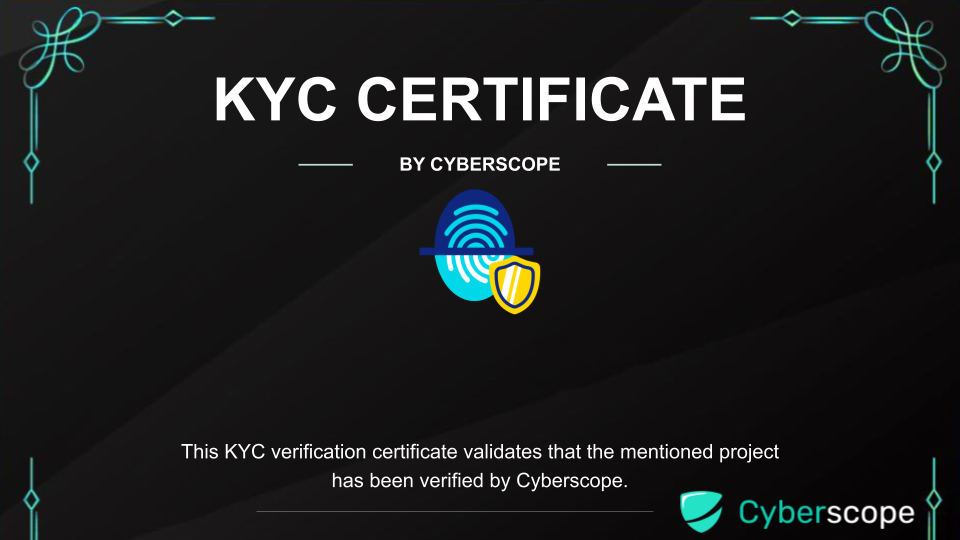 KYC CERTIFICATE
BY CYBERSCOPE
This KYC verification certificate validates that the mentioned project
has been verified by Cyberscope.
Cyberscope